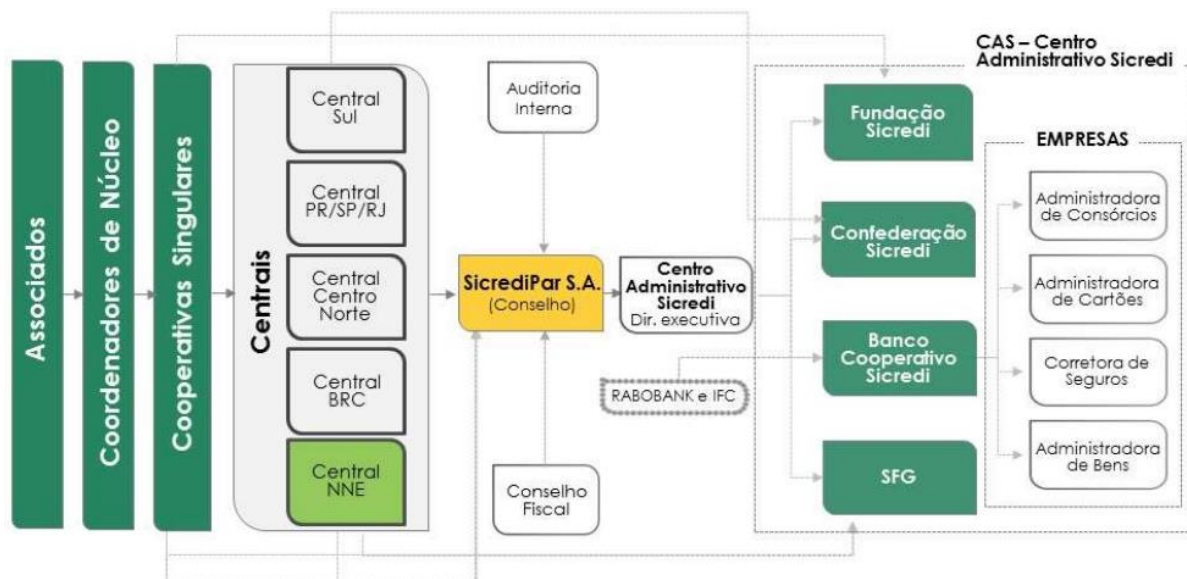 Associados
Coordenadores de Núcleo
Cooperativas Singulares
Centrais
Central
Sul
Central
PR/SP/RJ
Central
Centro
Norte
Central
BRC
Central
NNE
Auditoria
Interna
SicrediPar S.A.
(Conselho)
Conselho
Fiscal
Centro
Administrativo
Sicredi
Dir. executiva
RABOBANK e IFC
CAS – Centro
Administrativo Sicredi
Fundação
Sicredi
Confederação
Sicredi
Banco
Cooperativo
Sicredi
SFG
EMPRESAS
Administradora
de Consórcios
Administradora
de Cartões
Corretora de
Seguros
Administradora
de Bens